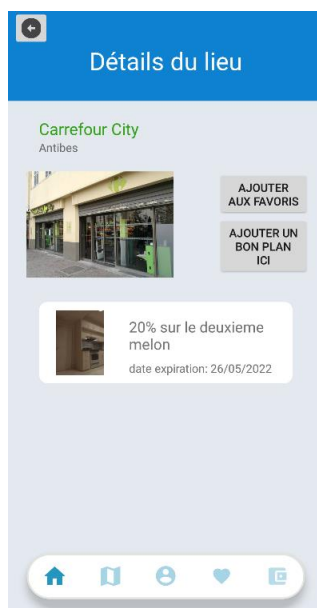 Détails du lieu
Carrefour City
Antibes
AJOUTER
AUX FAVORIS
AJOUTER UN
BON PLAN
ICI
20% sur le deuxieme
melon
date expiration: 26/05/2022